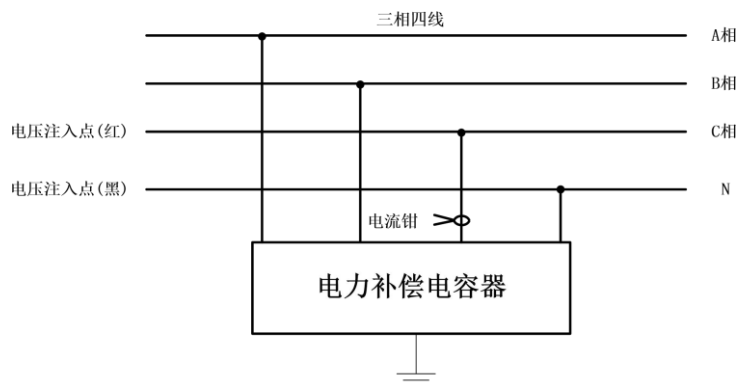 三相四线
A相
B相
电压注入点(红)
C相
电压注入点(黑)
N
电流钳
电力补偿电容器